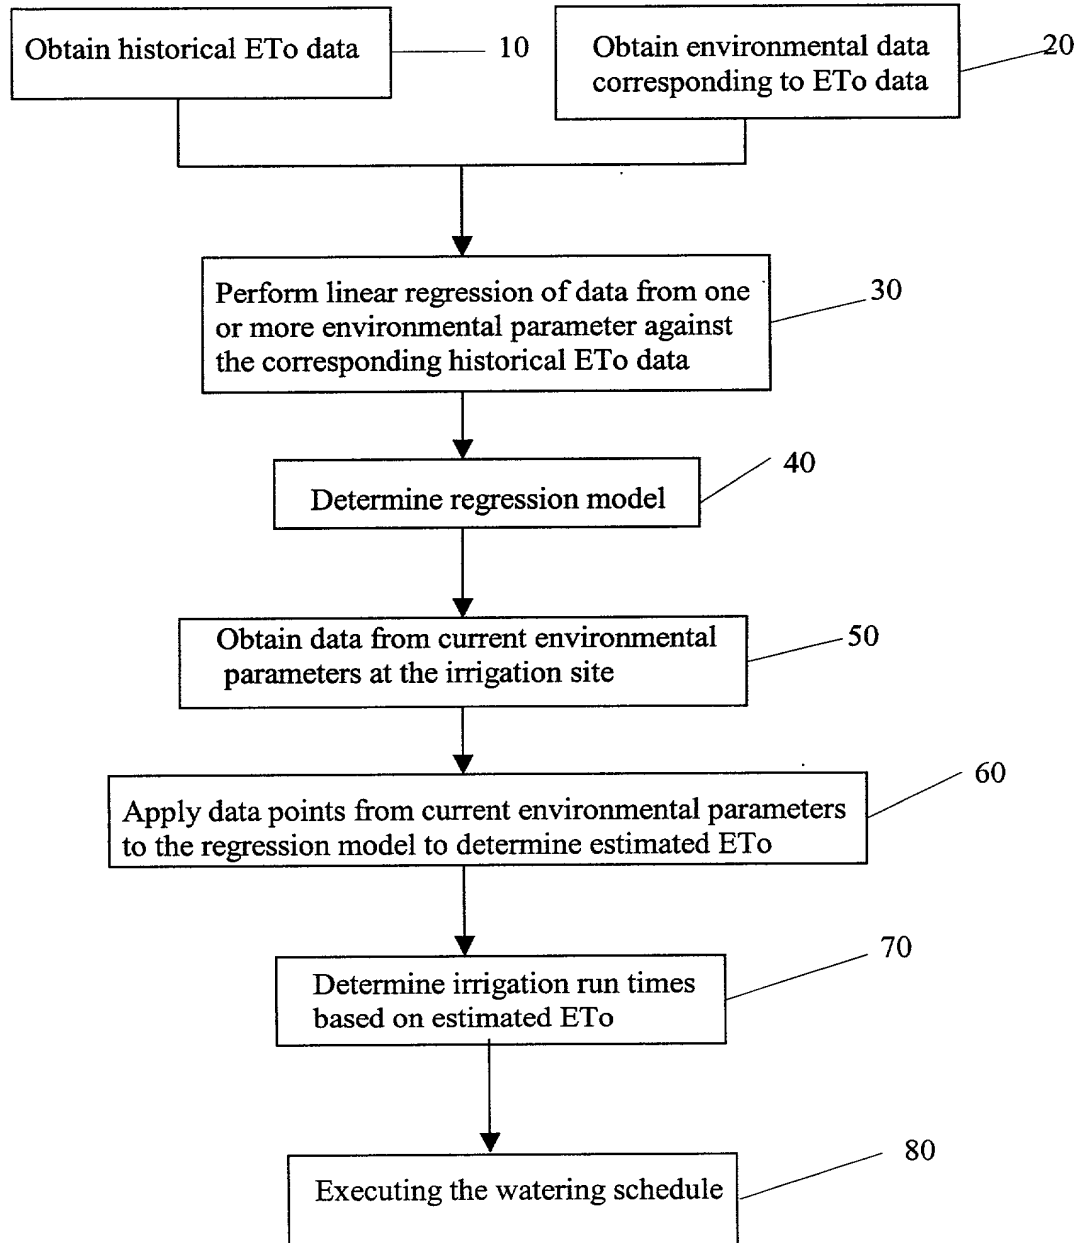 Obtain historical ETo data
10
Obtain environmental data
corresponding to ETo data
20
Perform linear regression of data from one
or more environmental parameter against
the corresponding historical ETo data
30
Determine regression model
40
Obtain data from current environmental
parameters at the irrigation site
50
Apply data points from current environmental parameters
to the regression model to determine estimated ETo
60
Determine irrigation run times
based on estimated ETo
70
Executing the watering schedule
80